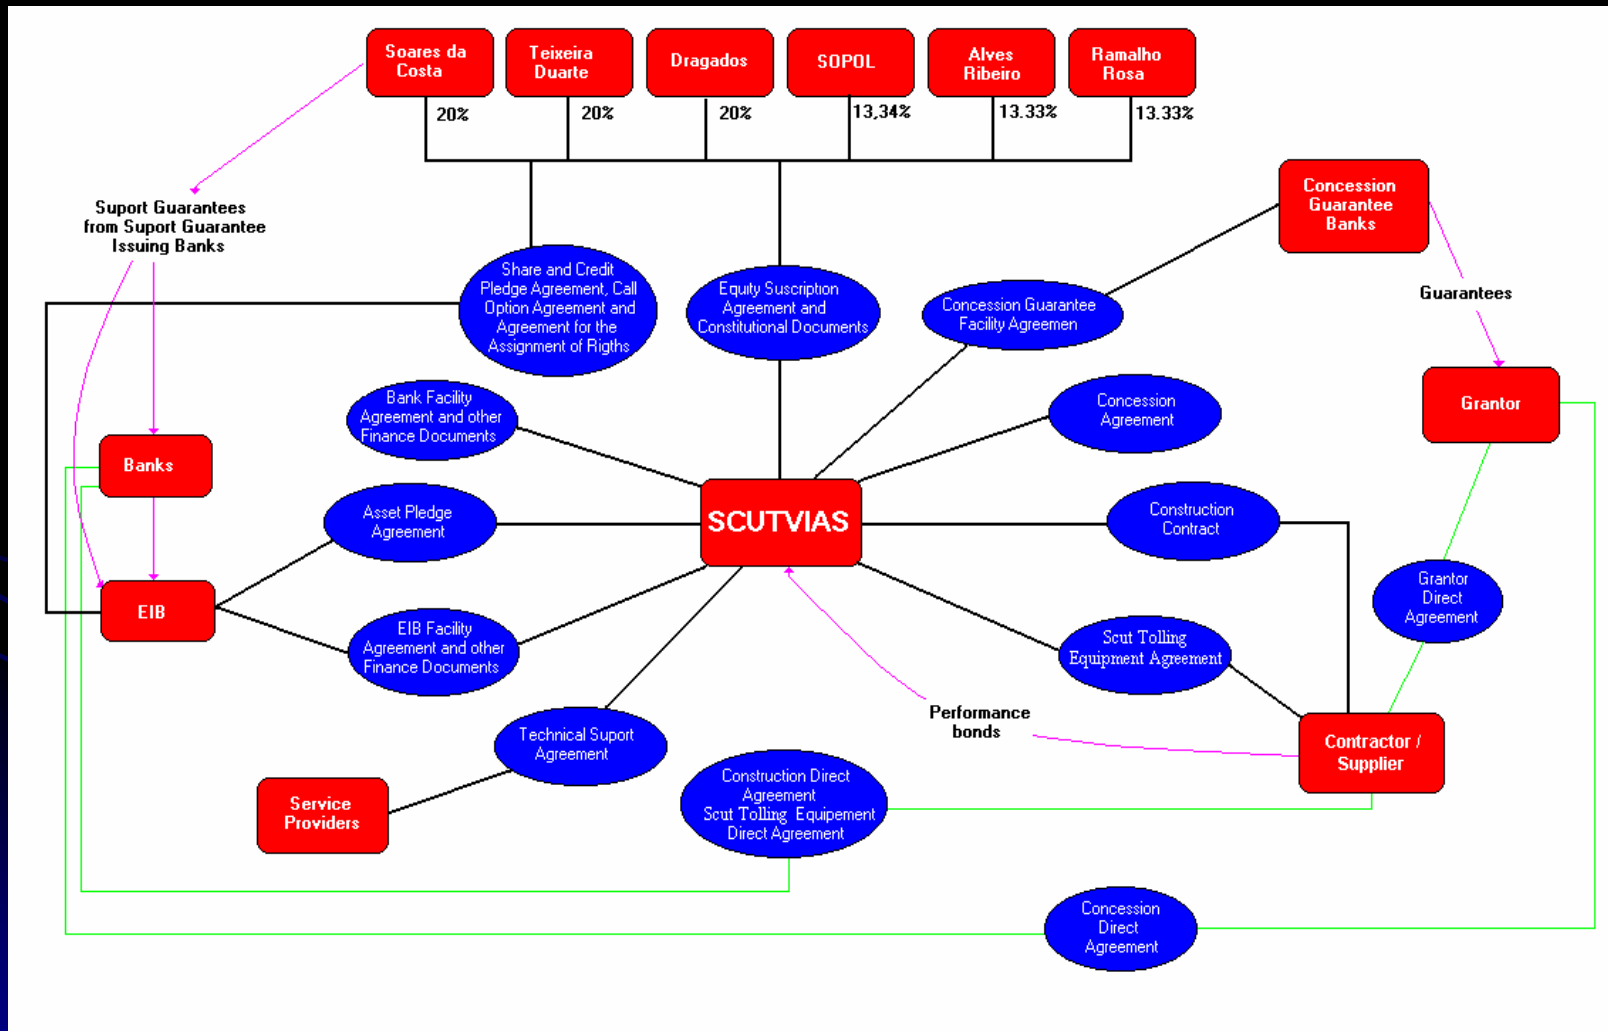 Soares da
Costa
Teixeira
Duarte
Dragados
SOPOL
Alves
Ribeiro
Ramalho
Rosa
20%
20%
20%
13,34%
13.33%
13.33%
Suport Guarantees
from Suport Guarantee
Issuing Banks
Concession
Guarantee
Banks
Share and Credit
Pledge Agreement, Call
Option Agreement and
Agreement for the
Assignment of Rigths
Equity Suscription
Agreement and
Constitutional Documents
Concession Guarantee
Facility Agreemen
Guarantees
Bank Facility
Agreement and other
Finance Documents
Concession
Agreement
Grantor
Banks
Asset Pledge
Agreement
SCUTVIAS
Construction
Contract
EIB
EIB Facility
Agreement and other
Finance Documents
Scut Tolling
Equipment Agreement
Grantor
Direct
Agreement
Technical Suport
Agreement
Performance
bonds
Contractor /
Supplier
Service
Providers
Construction Direct
Agreement
Scut Tolling Equipement
Direct Agreement
Concession
Direct
Agreement